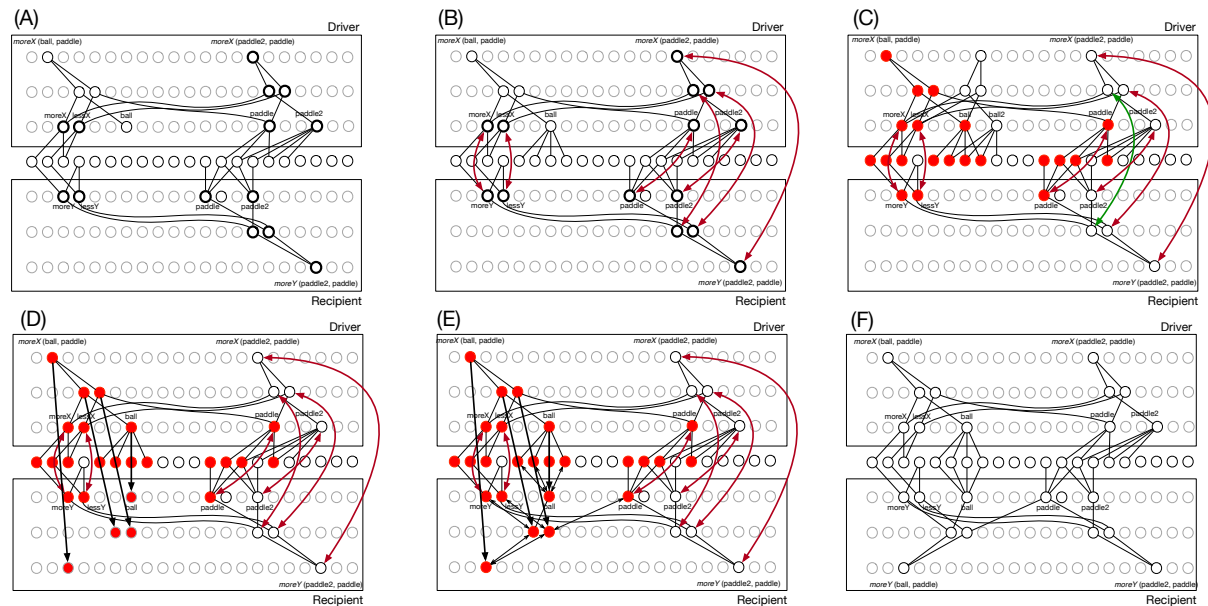 (A)
Driver
moreX (ball, paddle)
moreX (paddle2, paddle)
moreX
lessX
ball
paddle
paddle2
moreY
lessY
paddle
paddle2
moreY (paddle2, paddle)
Recipient
(B)
Driver
moreX (ball, paddle)
moreX (paddle2, paddle)
moreX
lessX
ball
paddle
paddle2
moreY
lessY
paddle
paddle2
moreY (paddle2, paddle)
Recipient
(C)
Driver
moreX (ball, paddle)
moreX (paddle2, paddle)
moreX
lessX
ball
ball2
paddle
paddle2
moreY
lessY
paddle
paddle2
moreY (paddle2, paddle)
Recipient
(D)
Driver
moreX (ball, paddle)
moreX (paddle2, paddle)
moreX
lessX
ball
paddle
paddle2
moreY
lessY
ball
paddle
paddle2
moreY (paddle2, paddle)
Recipient
(E)
Driver
moreX (ball, paddle)
moreX (paddle2, paddle)
moreX
lessX
ball
paddle
paddle2
moreY
lessY
ball
paddle
paddle2
moreY (paddle2, paddle)
Recipient
(F)
Driver
moreX (ball, paddle)
moreX (paddle2, paddle)
moreX
lessX
ball
paddle
paddle2
moreY
lessY
ball
paddle
paddle2
moreY (ball, paddle)
moreY (paddle2, paddle)
Recipient